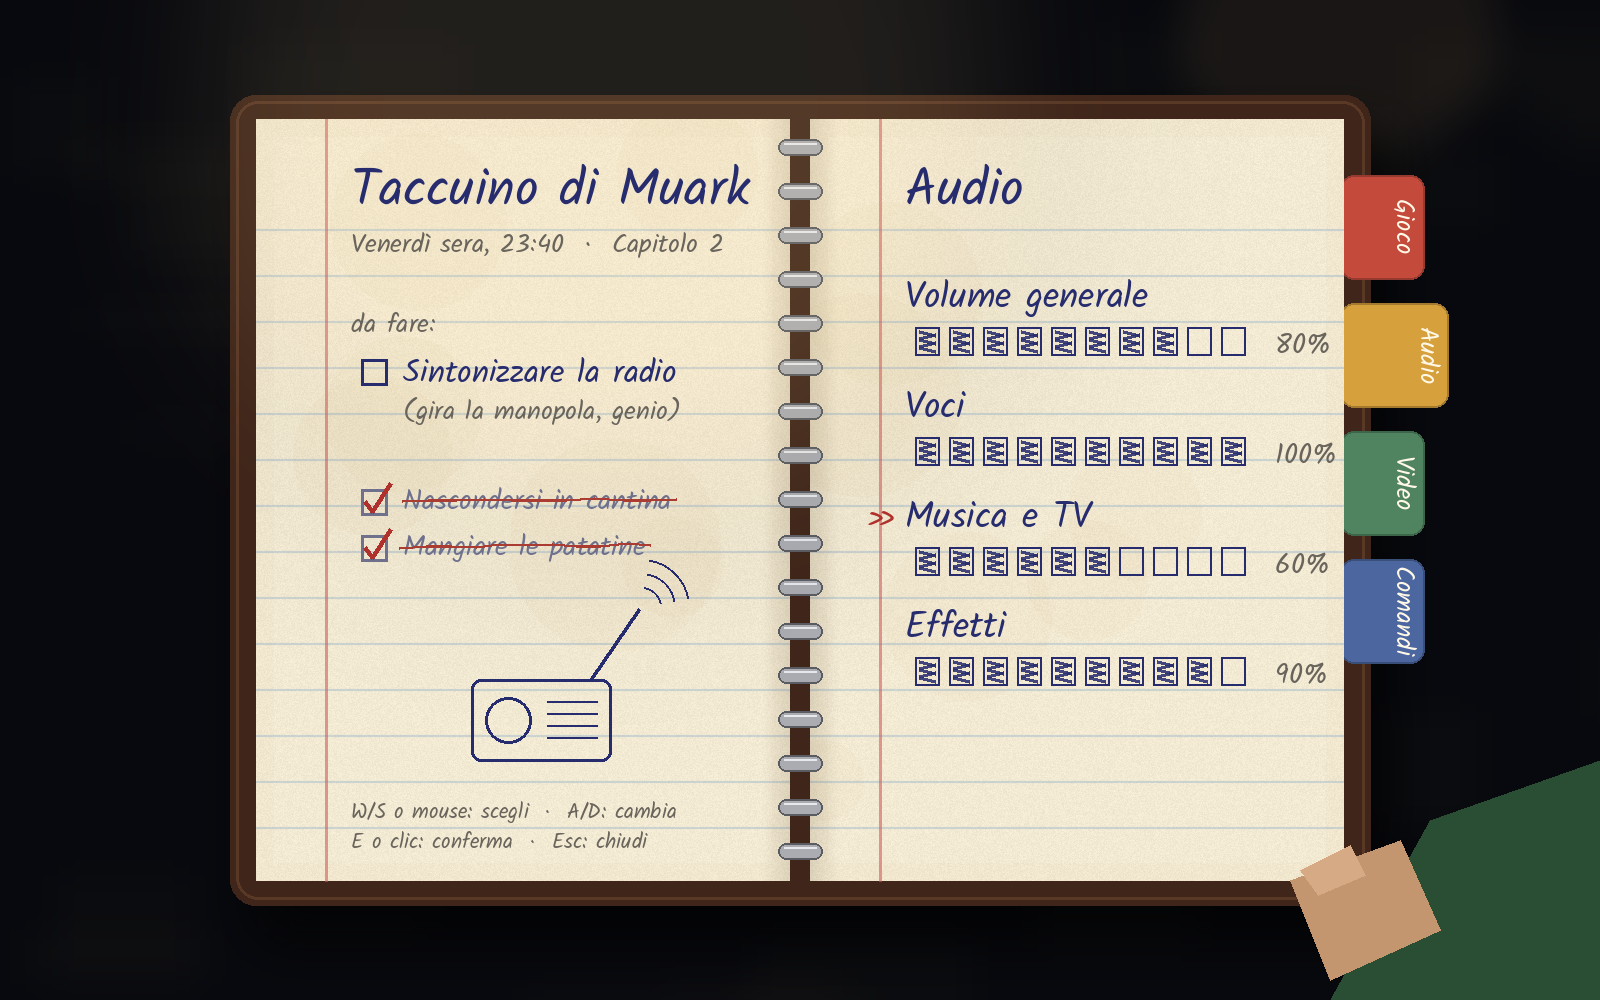 Taccuino di Muark
Venerdì sera, 23:40 · Capitolo 2
da fare:
Sintonizzare la radio
(gira la manopola, genio)
Nascondersi in cantina
Mangiare le patatine
W/S o mouse: scegli · A/D: cambia
E o clic: conferma · Esc: chiudi
Audio
Volume generale
80%
Voci
100%
» Musica e TV
60%
Effetti
90%
Gioco
Audio
Video
Comandi